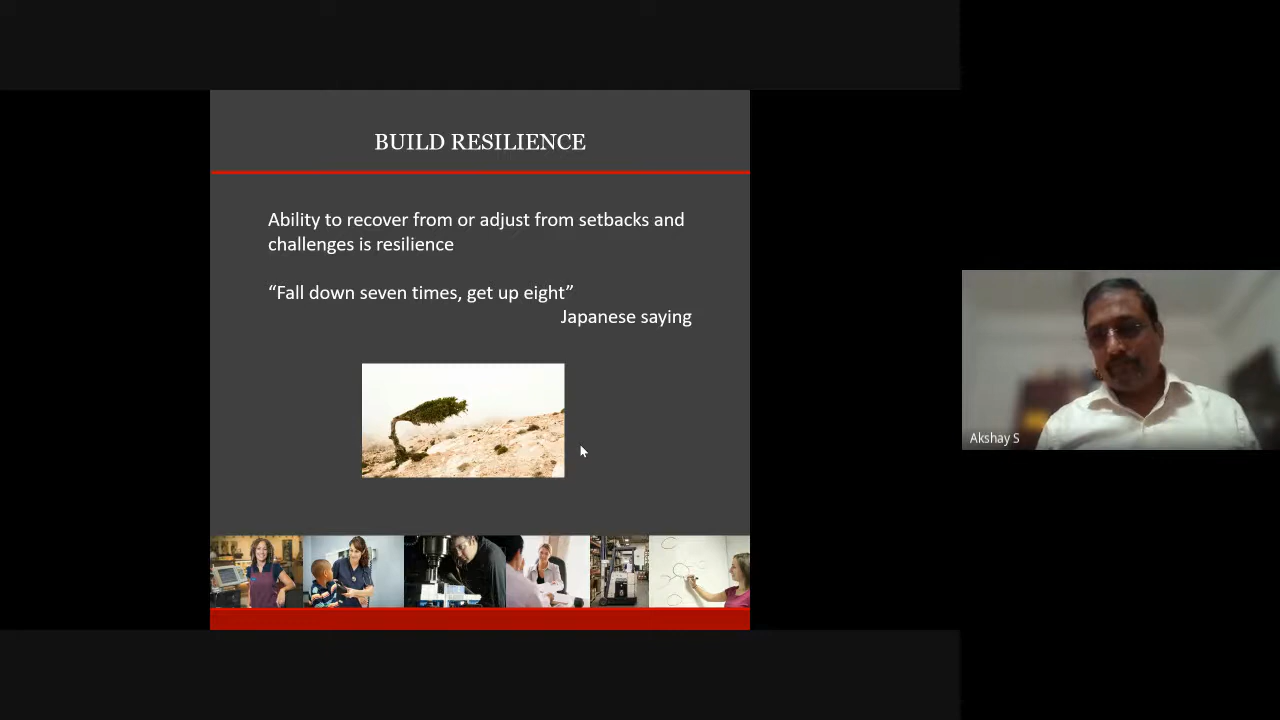 BUILD RESILIENCE
Ability to recover from or adjust from setbacks and
challenges is resilience
“Fall down seven times, get up eight”
Japanese saying
Akshay S